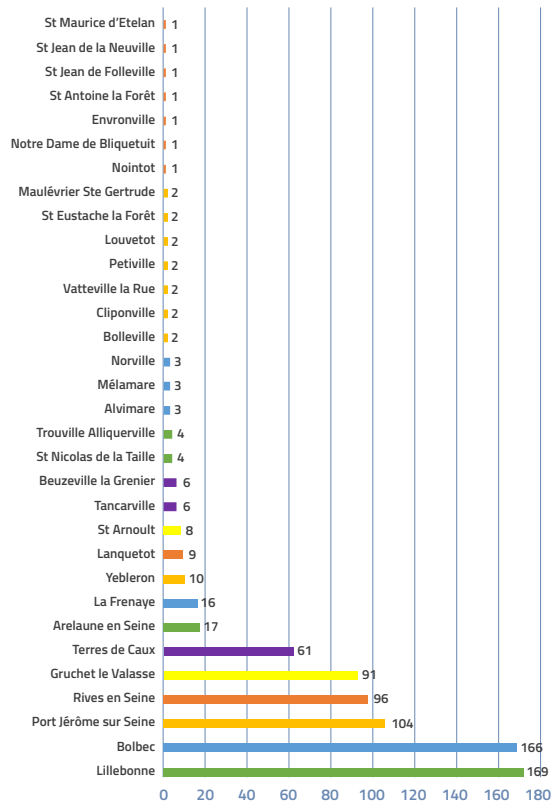 St Maurice d'Etelan 1
St Jean de la Neuville 1
St Jean de Folleville 1
St Antoine la Forêt 1
Envronville 1
Notre Dame de Bliquetuit 1
Nointot 1
Maulévrier Ste Gertrude 2
St Eustache la Forêt 2
Louvetot 2
Petiville 2
Vatteville la Rue 2
Cliponville 2
Bolleville 2
Norville 3
Mélamare 3
Alvimare 3
Trouville Alliquerville 4
St Nicolas de la Taille 4
Beuzeville la Grenier 6
Tancarville 6
St Arnoult 8
Lanquetot 9
Yebleron 10
La Frenaye 16
Arelaune en Seine 17
Terres de Caux 61
Gruchet le Valasse 91
Rives en Seine 96
Port Jérôme sur Seine 104
Bolbec 166
Lillebonne 169
0 20 40 60 80 100 120 140 160 180